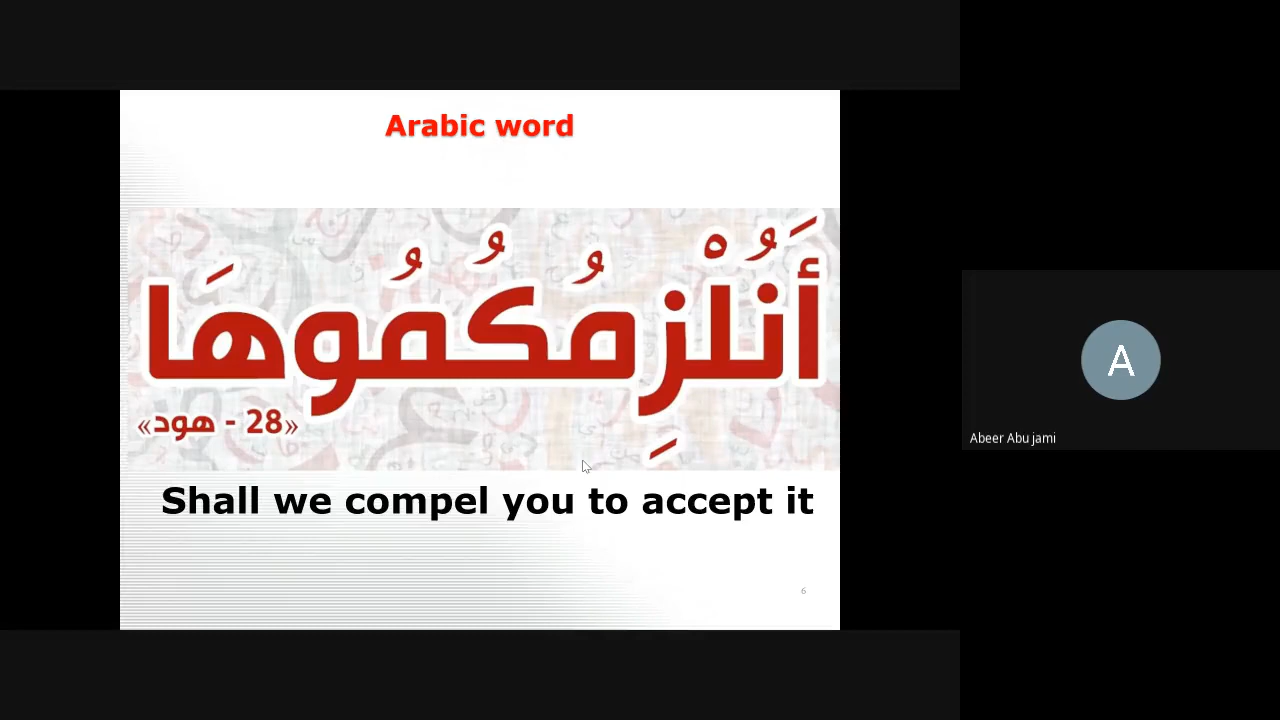 Arabic word
أَنُلْزِمُكُمُوهَا
«28 - هود»
Shall we compel you to accept it
6
A
Abeer Abu jami